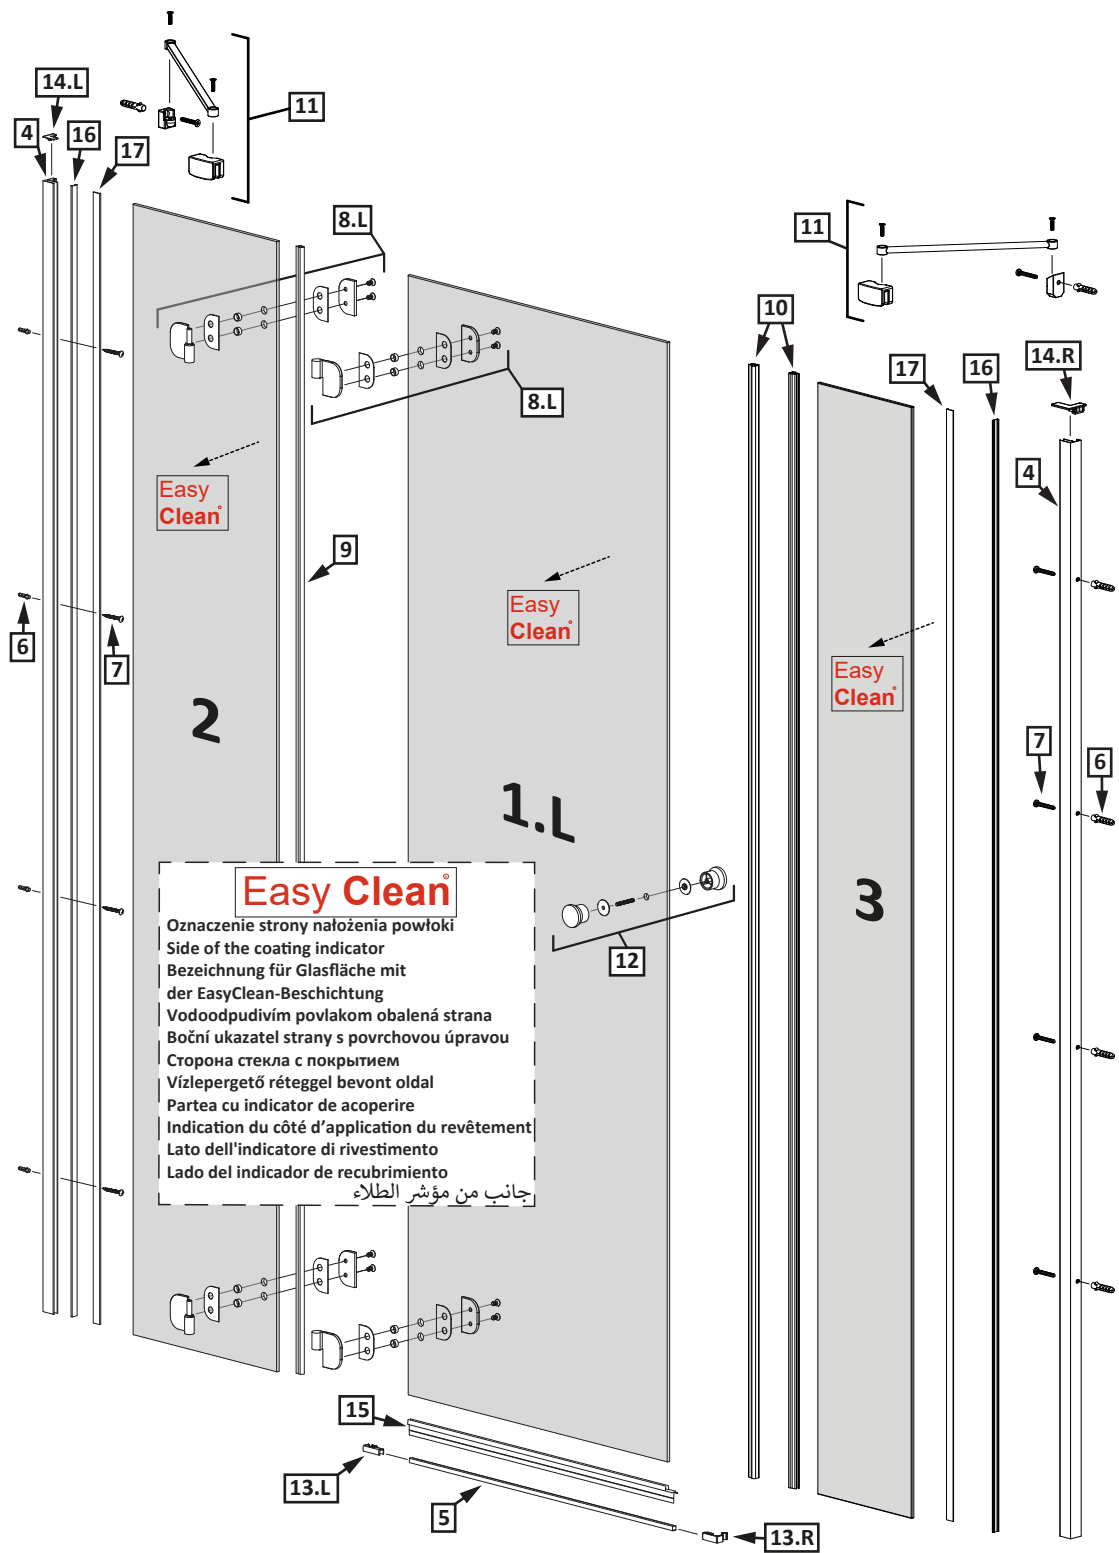 14.L
4
16
17
11
8.L
8.L
11
10
17
16
14.R
4
Easy
Clean
9
Easy
Clean
Easy
Clean
6
7
2
7
6
1.L
3
Easy Clean
Oznaczenie strony nałożenia powłoki
Side of the coating indicator
Bezeichnung für Glasfläche mit
der EasyClean-Beschichtung
Vodoodpudivím povlakom obalená strana
Boční ukazatel strany s povrchovou úpravou
Сторона стекла с покрытием
Vízlepergető réteggel bevont oldal
Partea cu indicator de acoperire
Indication du côté d’application du revêtement
Lato dell'indicatore di rivestimento
Lado del indicador de recubrimiento
جانب من مؤشر الطلاء
12
15
13.L
5
13.R